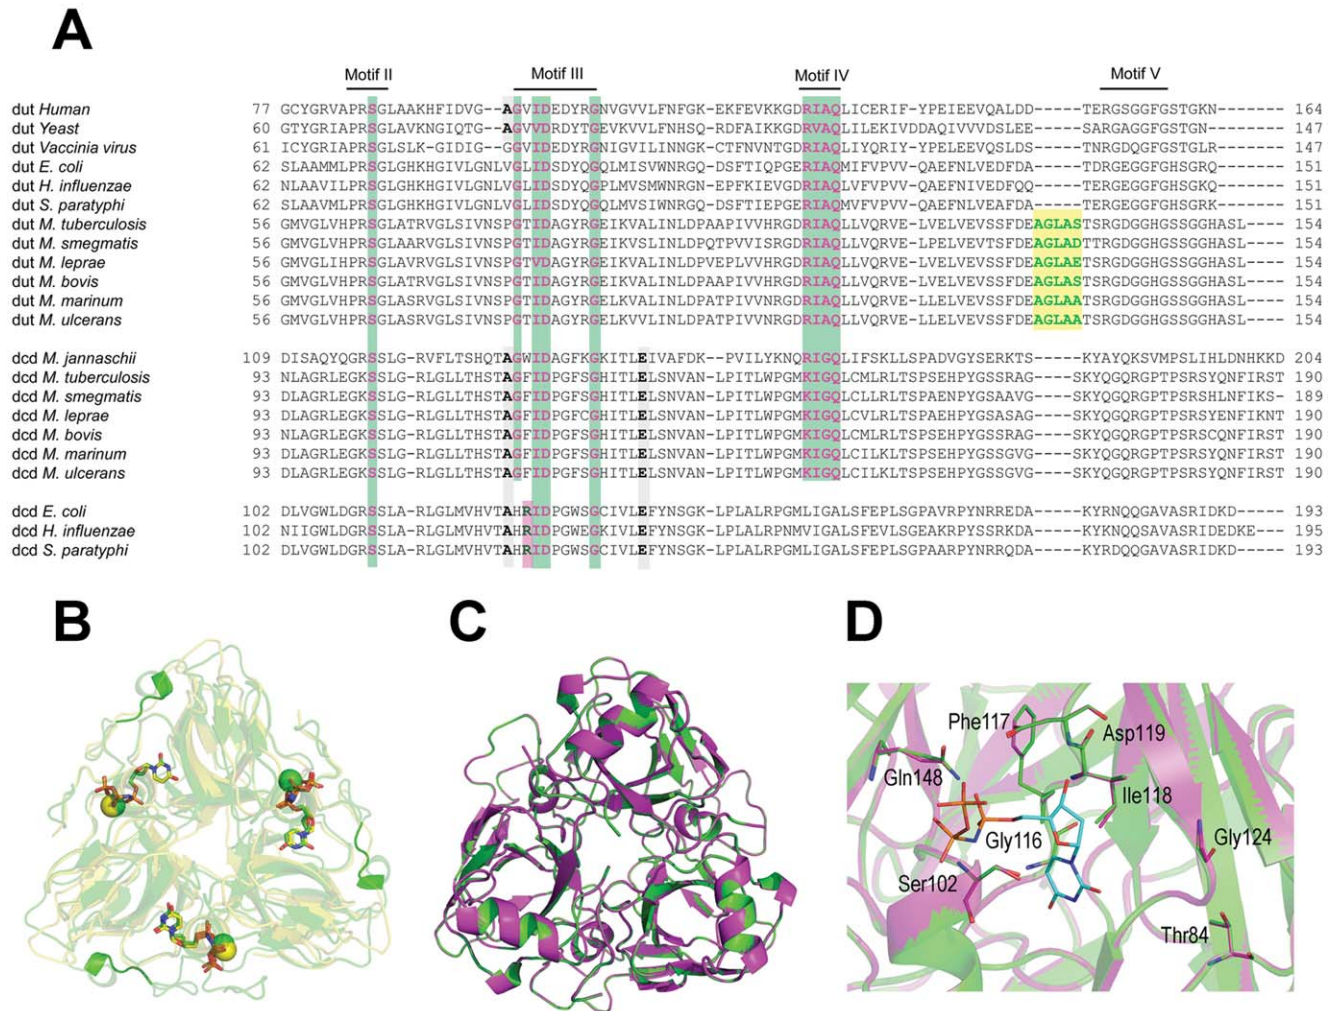 A
Motif II Motif III Motif IV Motif V
dut Human 77 GCYGRVAPRSGLAAKHFIDVG--AGVIDEDYRGNVGVVLFNFGK-EKFEVKKGDRIAQLICERIF-YPEIEEVQALDD-----TERGSGGFGSTGKN------ 164
dut Yeast 60 GTYGRIAPRSGLAVKNGIQTG--AGVVDRDYTGEVKVVLFNHSQ-RDFAIKKGDRVAQLILEKIVDDAQIVVVDSLEE-----SARGAGGFGSTGN------- 147
dut Vaccinia virus 61 ICYGRIAPRSGLSLK-GIDIG--GGVIDEDYRGNIGVILINNGK-CTFNVNTGDRIAQLIYQRIY-YPELEEVQSLDS-----TNRGDQGFGSTGLR------ 147
dut E. coli 62 SLAAMMLPRSGLGHKHGIVLGNLVGLIDSDYQGQLMISVWNRGQ-DSFTIQPGERIAQMIFVPVV-QAEFNLVEDFDA-----TDRGEGGFGHSGRQ------ 151
dut H. influenzae 62 NLAAVILPRSGLGHKHGIVLGNLVGLIDSDYQGPLMVSMWNRGN-EPFKIEVGDRIAQLVFVPVV-QAEFNIVEDFQQ-----TERGEGGFGHSGKQ------ 151
dut S. paratyphi 62 SLAAVMLPRSGLGHKHGIVLGNLVGLIDSDYQGQLMVSIWNRGQ-DSFTIEPGERIAQMVFVPVV-QAEFNLVEAFDA-----TERGEGGFGHSGRQ------ 151
dut M. tuberculosis 56 GMVGLVHPRSGLATRVGLSIVNSPGTIDAGYRGEIKVALINLDPAAPIVVHRGDRIAQLLVQRVE-LVELVEVSSFDEAGLASTSRGDGGHGSSGGHASL---- 154
dut M. smegmatis 56 GMVGLVHPRSGLAARVGLSIVNSPGTIDAGYRGEIKVSLINLDPQTPVVISRGDRIAQLLVQRVE-LPELVEVTSFDEAGLADTTRGDGGHGSSGGHASL---- 154
dut M. leprae 56 GMVGLIHPRSGLAVRVGLSIVNSPGTVDAGYRGEIKVALINLDPVEPLVVHRGDRIAQLLVQRVE-LVELVEVSSFDEAGLAETSRGDGGHGSSGGHASL---- 154
dut M. bovis 56 GMVGLVHPRSGLATRVGLSIVNSPGTIDAGYRGEIKVALINLDPAAPIVVHRGDRIAQLLVQRVE-LVELVEVSSFDEAGLASTSRGDGGHGSSGGHASL---- 154
dut M. marinum 56 GMVGLVHPRSGLASRVGLSIVNSPGTIDAGYRGEIKVALINLDPATPIVVNRGDRIAQLLVQRVE-LLELVEVSSFDEAGLAATSRGDGGHGSSGGHASL---- 154
dut M. ulcerans 56 GMVGLVHPRSGLASRVGLSIVNSPGTIDAGYRGELKVVLINLDPATPIVVNRGDRIAQLLVQRVE-LLELVEVSSFDEAGLAATSRGDGGHGSSGGHASL---- 154
dcd M. jannaschii 109 DISAQYQGRSSLG-RVFLTSHQTAGWIDAGFKGKITLEIVAFDK--PVILYKNQRIGQLIFSKLLSPADVGYSERKTS-----KYAYQKSVMPSLIHLDNHKKD 204
dcd M. tuberculosis 93 NLAGRLEGKSSLG-RLGLLTHSTAGFIDPGFSGHITLELSNVAN-LPITLWPGMKIGQLCMLRLTSPSEHPYGSSRAG-----SKYQGQRGPTPSRSYQNFIRST 190
dcd M. smegmatis 93 DLAGRLEGKSSLG-RLGLLTHSTAGFIDPGFSGHITLELSNVAN-LPITLWPGMKIGQLCLLRLTSPAENPYGSAAVG-----SKYQGQRGPTPSRSHLNFIKS- 189
dcd M. leprae 93 DLAGRLEGKSSLG-RLGLLTHSTAGFIDPGFCGHITLELSNVAN-LPITLWPGMKIGQLCVLRLTSPSEHPYGSASAG-----SKYQGQRGPTPSRSYENFIKNT 190
dcd M. bovis 93 NLAGRLEGKSSLG-RLGLLTHSTAGFIDPGFSGHITLELSNVAN-LPITLWPGMKIGQLCMLRLTSPSEHPYGSSRAG-----SKYQGQRGPTPSRSCQNFIRST 190
dcd M. marinum 93 DLAGRLEGKSSLG-RLGLLTHSTAGFIDPGFSGHITLELSNVAN-LPITLWPGMKIGQLCILKLTSPSEHPYGSSGVG-----SKYQGQRGPTPSRSYQNFIRST 190
dcd M. ulcerans 93 DLAGRLEGKSSLG-RLGLLTHSTAGFIDPGFSGHITLELSNVAN-LPITLWPGMKIGQLCILKLTSPSEHPYGSSGVG-----SKYQGQRGPTPSRSYQNFIRST 190
dcd E. coli 102 DLVGWLDGRSSLA-RLGLMVHVTAHRIDPGWSGCIVLEFYNSGK-LPLALRPGMLIGALSFEPLSGPAVRPYNRREDA-----KYRNQQGAVASRIDKD----- 193
dcd H. influenzae 102 NIIGWLDGRSSLA-RLGLMVHVTAHRIDPGWEGKIVLEFYNSGK-LPLALRPNMVIGALSFEVLSGEAKRPYSSRKDA-----KYRNQQSAVASRIDEDKE--- 195
dcd S. paratyphi 102 DLVGWLDGRSSLA-RLGLMVHVTAHRIDPGWSGCIVLEFYNSGK-LPLALRPGMLIGALSFEPLSGPAARPYNRRQDA-----KYRDQQGAVASRIDKD----- 193
B C D
Phe117
Asp119
Gln148
Ile118
Gly116
Gly124
Ser102
Thr84